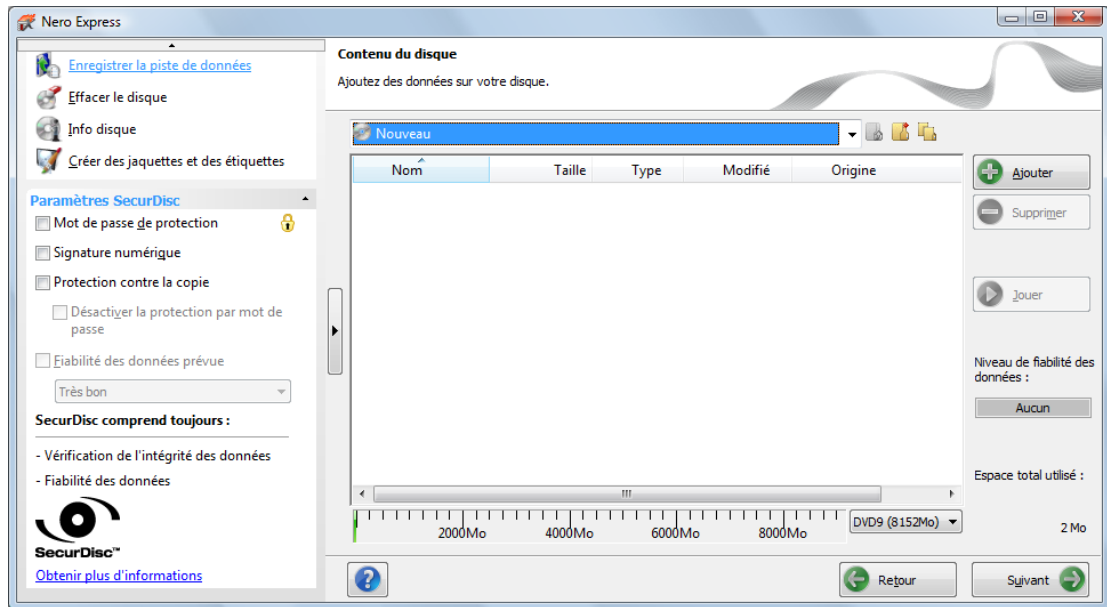 Nero Express
Enregistrer la piste de données
Effacer le disque
Info disque
Créer des jaquettes et des étiquettes
Paramètres SecurDisc
Mot de passe de protection
Signature numérique
Protection contre la copie
Désactiver la protection par mot de
passe
Fiabilité des données prévue
Très bon
SecurDisc comprend toujours :
- Vérification de l'intégrité des données
- Fiabilité des données
SecurDisc™
Obtenir plus d'informations
Contenu du disque
Ajoutez des données sur votre disque.
Nouveau
Nom Taille Type Modifié Origine
Ajouter
Supprimer
Jouer
Niveau de fiabilité des
données :
Aucun
Espace total utilisé :
2000Mo 4000Mo 6000Mo 8000Mo
DVD9 (8152Mo)
2 Mo
Retour
Suivant